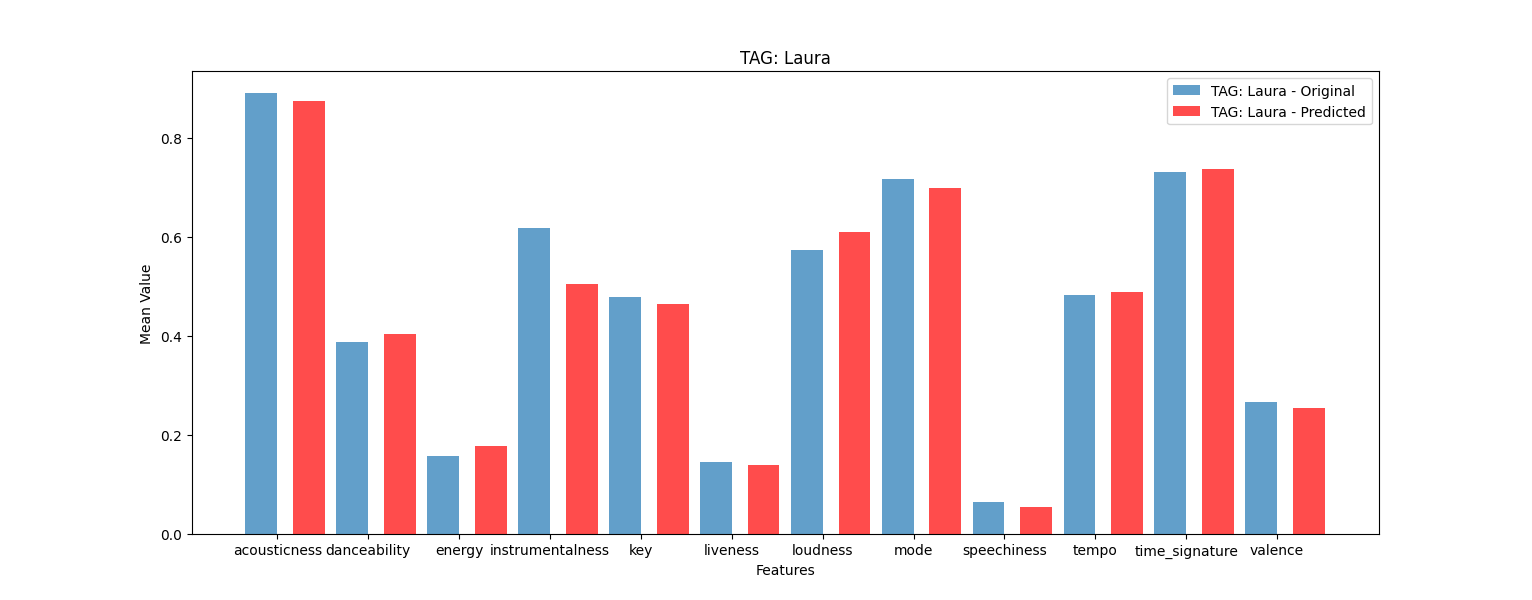 TAG: Laura
TAG: Laura - Original
TAG: Laura - Predicted
0.8
0.6
0.4
0.2
0.0
Mean Value
acousticness danceability energy instrumentalness key liveness loudness mode speechiness tempo time_signature valence
Features